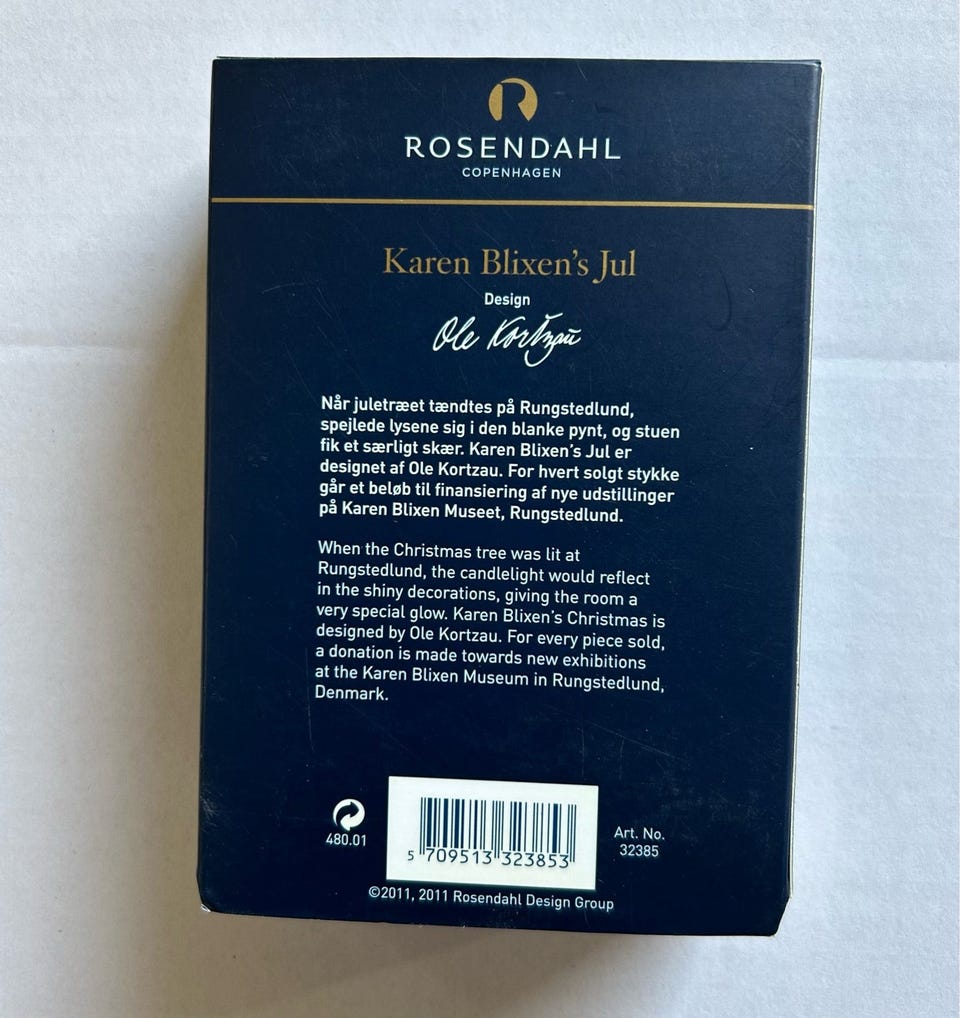 R
ROSENDAHL
COPENHAGEN
Karen Blixen's Jul
Design
Ole Kortzau
Når juletræet tændtes på Rungstedlund,
spejlede lysene sig i den blanke pynt, og stuen
fik et særligt skær. Karen Blixen's Jul er
designet af Ole Kortzau. For hvert solgt stykke
går et beløb til finansiering af nye udstillinger
på Karen Blixen Museet, Rungstedlund.
When the Christmas tree was lit at
Rungstedlund, the candlelight would reflect
in the shiny decorations, giving the room a
very special glow. Karen Blixen's Christmas is
designed by Ole Kortzau. For every piece sold,
a donation is made towards new exhibitions
at the Karen Blixen Museum in Rungstedlund,
Denmark.
480.01
5 709513 323853
Art. No.
32385
©2011, 2011 Rosendahl Design Group